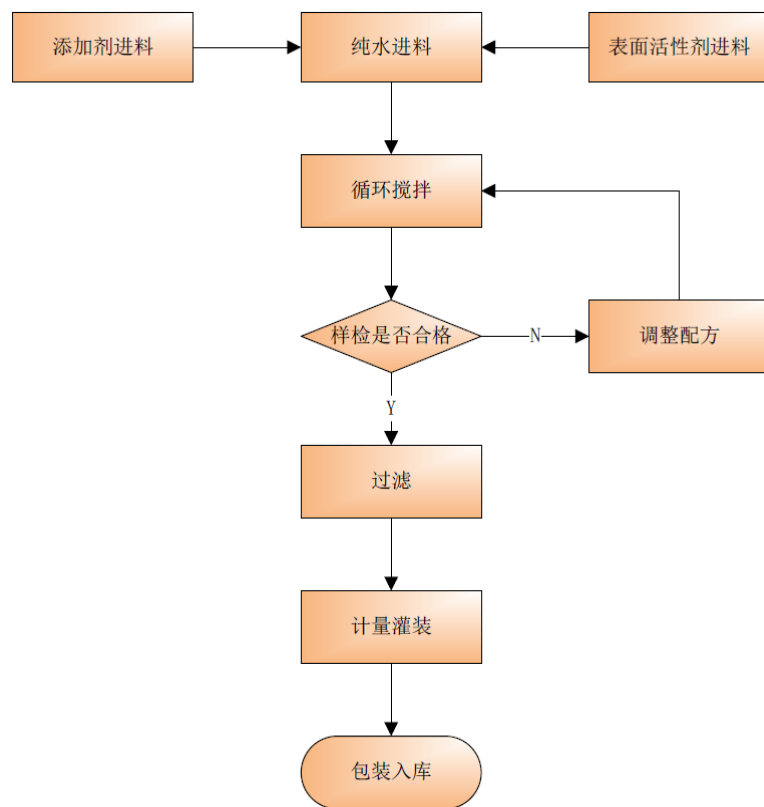 添加剂进料
纯水进料
表面活性剂进料
循环搅拌
样检是否合格
N
调整配方
Y
过滤
计量灌装
包装入库